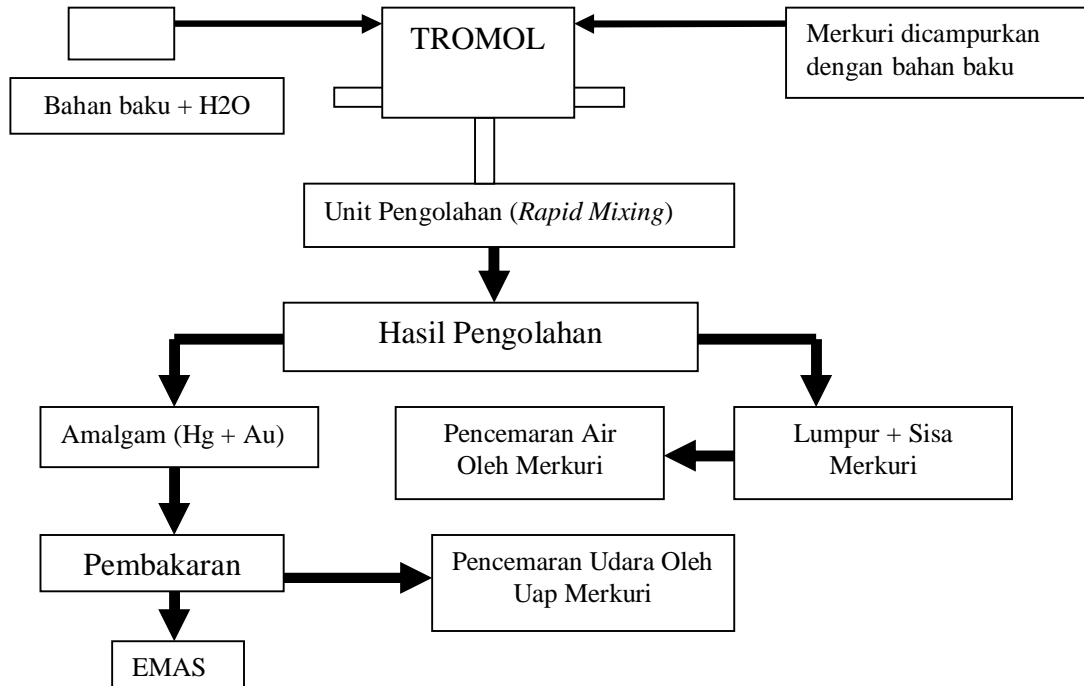 TROMOL
Merkuri dicampurkan
dengan bahan baku
Bahan baku + H2O
Unit Pengolahan (Rapid Mixing)
Hasil Pengolahan
Amalgam (Hg + Au)
Pencemaran Air
Oleh Merkuri
Lumpur + Sisa
Merkuri
Pembakaran
Pencemaran Udara Oleh
Uap Merkuri
EMAS